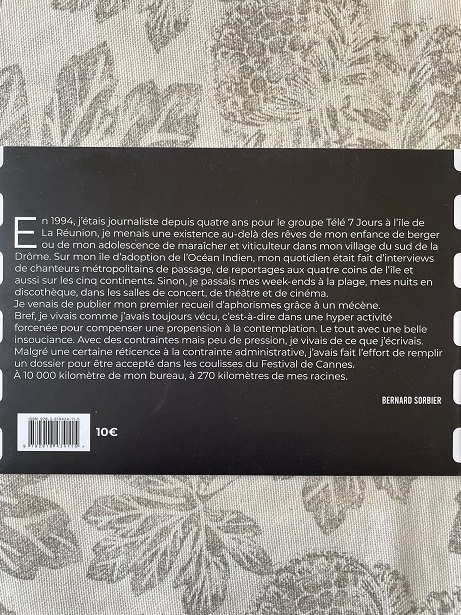 En 1994, j'étais journaliste depuis quatre ans pour le groupe Télé 7 Jours à l'île de
La Réunion, je menais une existence au-delà des rêves de mon enfance de berger
ou de mon adolescence de maraîcher et viticulteur dans mon village du sud de la
Drôme. Sur mon île d'adoption de l'Océan Indien, mon quotidien était fait d'interviews
de chanteurs métropolitains de passage, de reportages aux quatre coins de l'île et
aussi sur les cinq continents. Sinon, je passais mes week-ends à la plage, mes nuits en
discothèque, dans les salles de concert, de théâtre et de cinéma.
Je venais de publier mon premier recueil d'aphorismes grâce à un mécène.
Bref, je vivais comme j'avais toujours vécu, c'est-à-dire dans une hyper activité
forcenée pour compenser une propension à la contemplation. Le tout avec une belle
insouciance. Avec des contraintes mais peu de pression, je vivais de ce que j'écrivais.
Malgré une certaine réticence à la contrainte administrative, j'avais fait l'effort de remplir
un dossier pour être accepté dans les coulisses du Festival de Cannes.
À 10 000 kilomètre de mon bureau, à 270 kilomètres de mes racines.
BERNARD SORBIER
10€